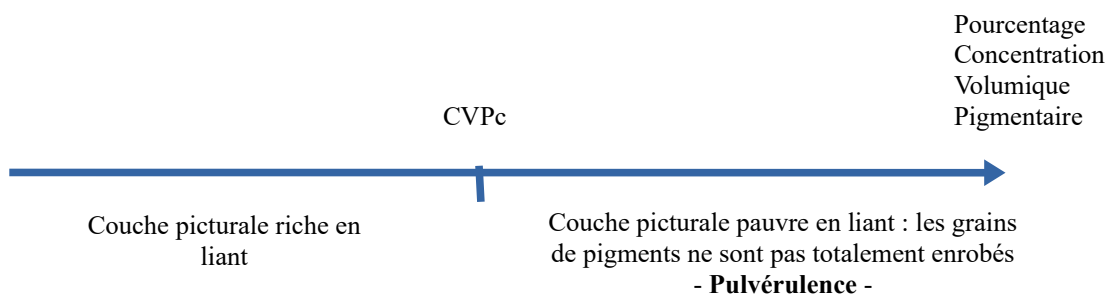 Pourcentage
Concentration
Volumique
Pigmentaire
CVPc
Couche picturale riche en
liant
Couche picturale pauvre en liant : les grains
de pigments ne sont pas totalement enrobés
- Pulvérulence -